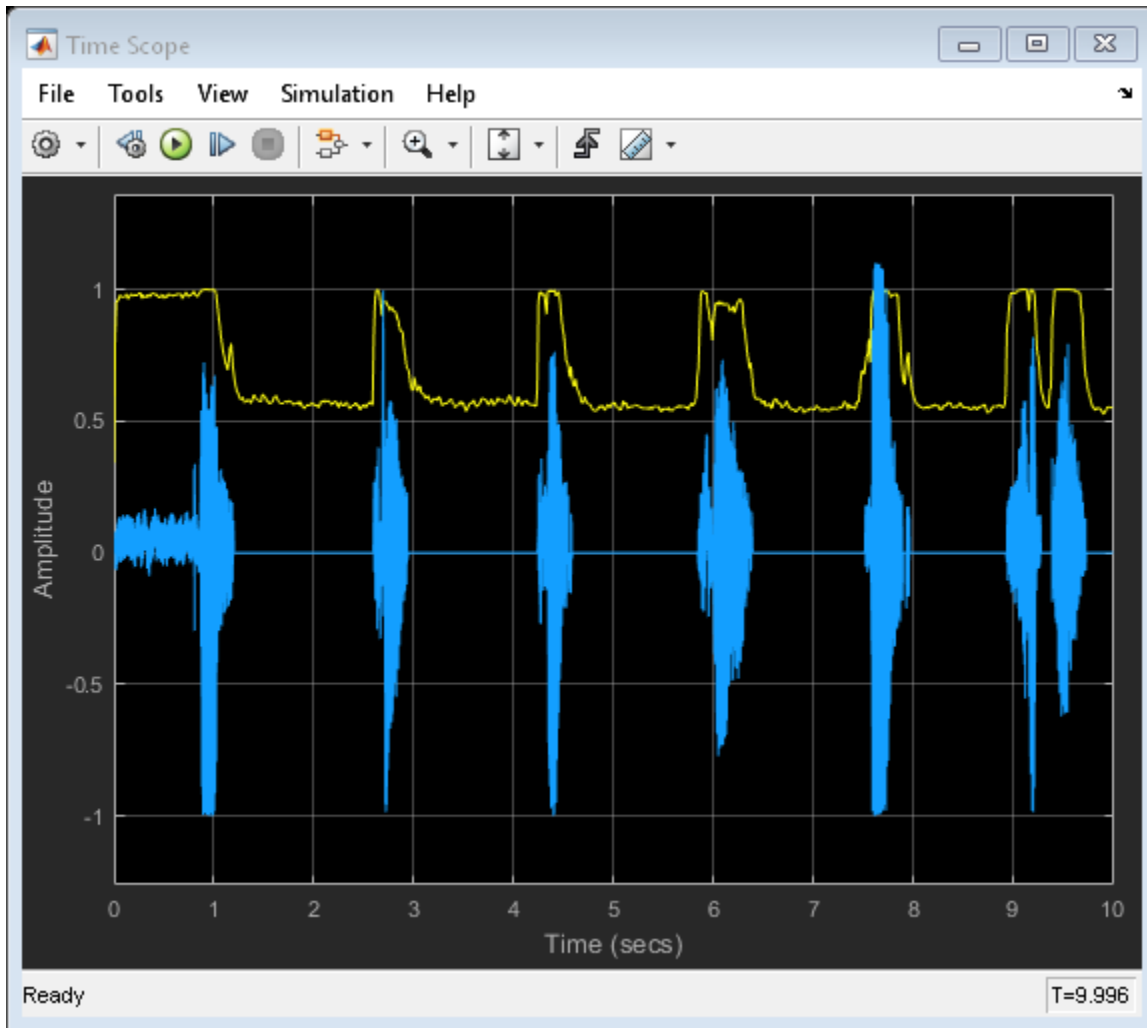 Time Scope
File Tools View Simulation Help
1
0.5
0
-0.5
-1
Amplitude
0 1 2 3 4 5 6 7 8 9 10
Time (secs)
Ready T=9.996